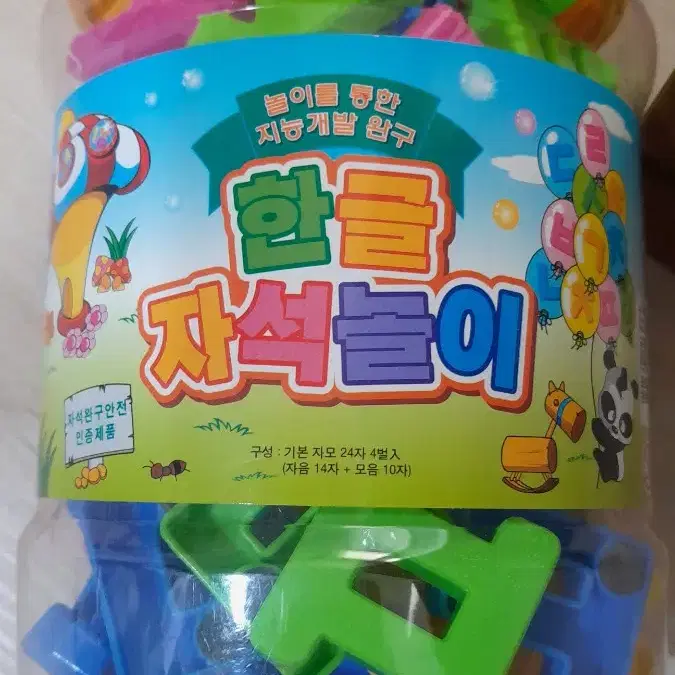 놀이를 통한
지능개발 완구
한글
자석놀이
자석완구안전
인증제품
구성 : 기본 자모 24자 4벌入
(자음 14자 + 모음 10자)